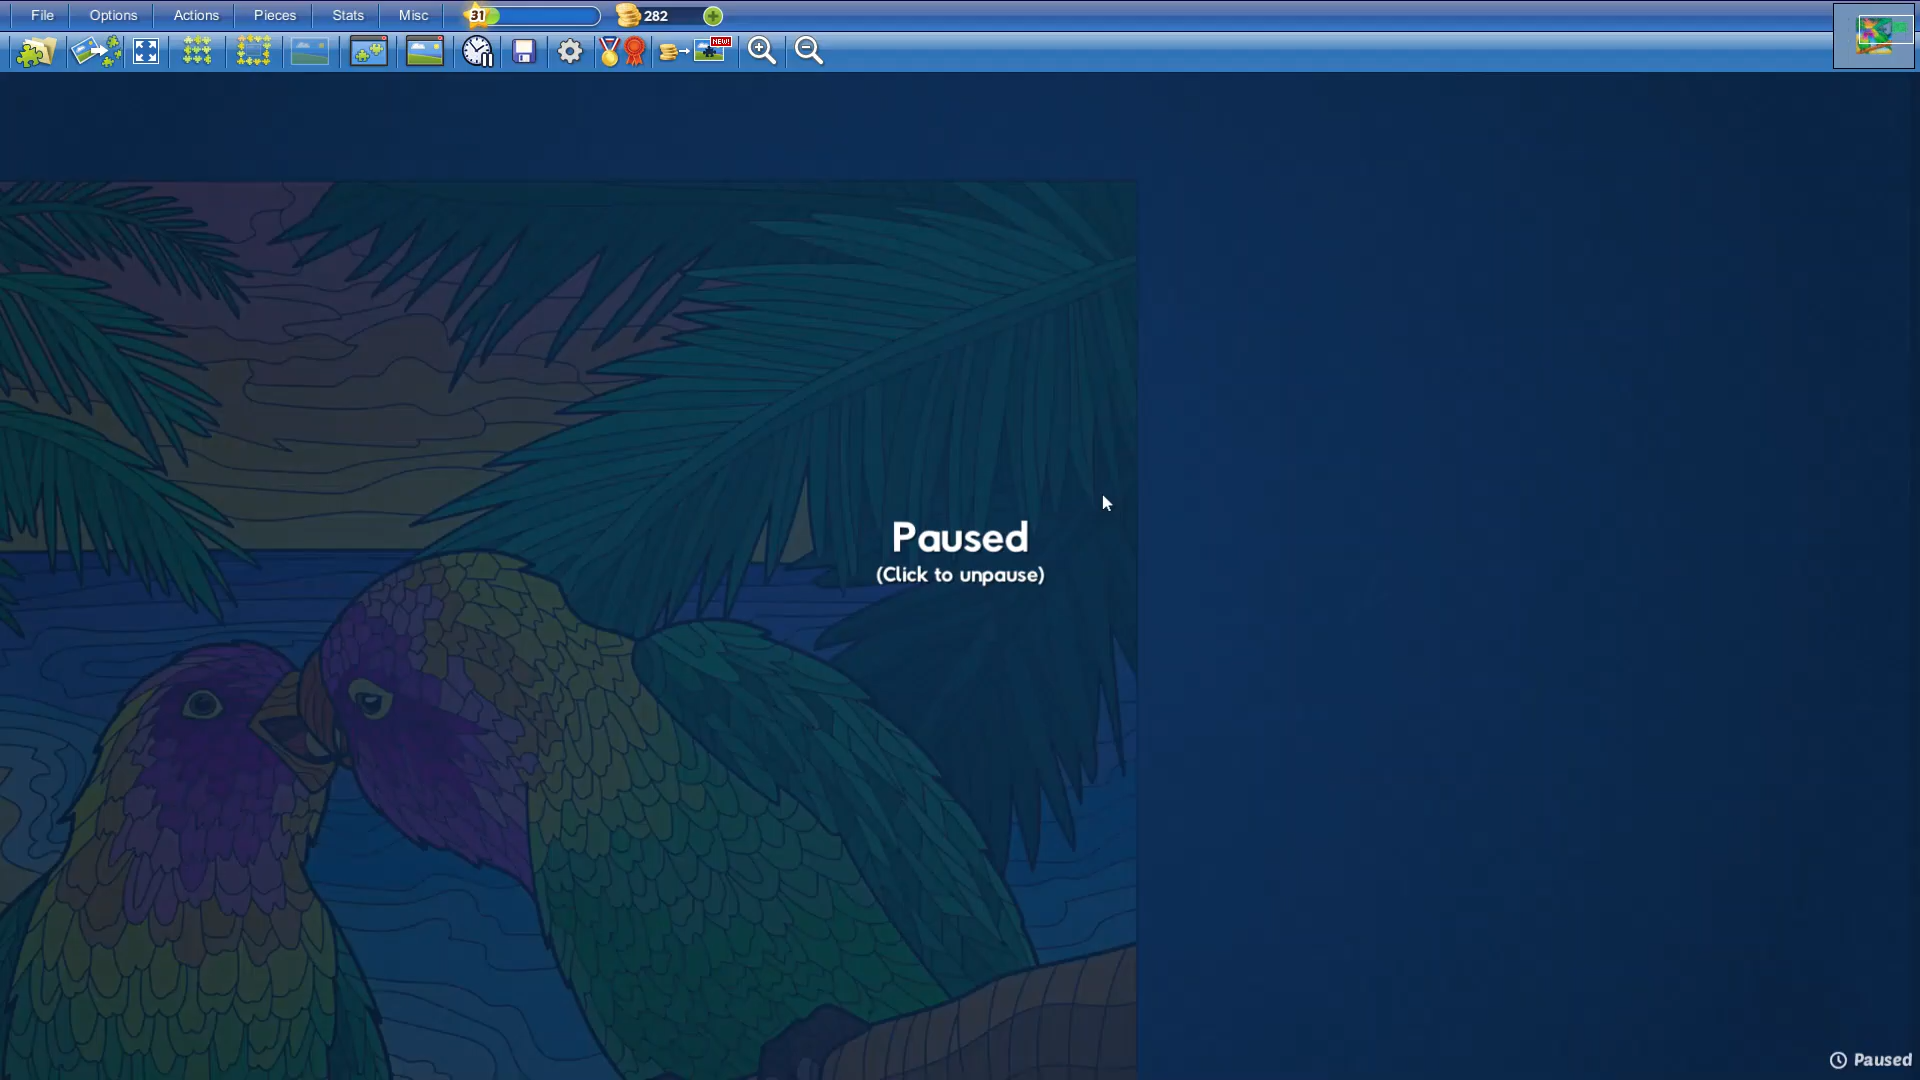 File Options Actions Pieces Stats Misc 31 282
NEW!
Paused
(Click to unpause)
Paused